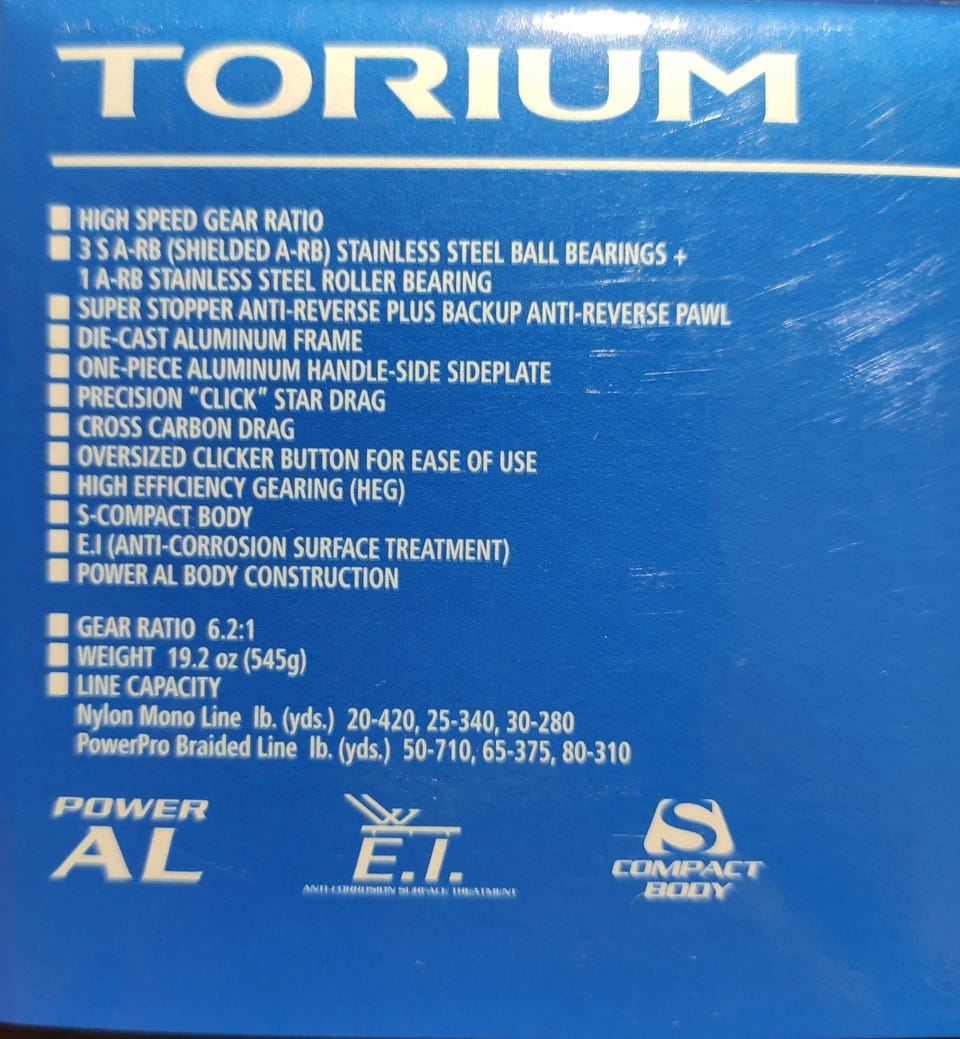 TORIUM
HIGH SPEED GEAR RATIO
3 S A-RB (SHIELDED A-RB) STAINLESS STEEL BALL BEARINGS +
1 A-RB STAINLESS STEEL ROLLER BEARING
SUPER STOPPER ANTI-REVERSE PLUS BACKUP ANTI-REVERSE PAWL
DIE-CAST ALUMINUM FRAME
ONE-PIECE ALUMINUM HANDLE-SIDE SIDEPLATE
PRECISION "CLICK" STAR DRAG
CROSS CARBON DRAG
OVERSIZED CLICKER BUTTON FOR EASE OF USE
HIGH EFFICIENCY GEARING (HEG)
S-COMPACT BODY
E.I (ANTI-CORROSION SURFACE TREATMENT)
POWER AL BODY CONSTRUCTION
GEAR RATIO 6.2:1
WEIGHT 19.2 oz (545g)
LINE CAPACITY
Nylon Mono Line lb. (yds.) 20-420, 25-340, 30-280
PowerPro Braided Line lb. (yds.) 50-710, 65-375, 80-310
POWER
AL
E.I.
ANTI-CORROSION SURFACE TREATMENT
S
COMPACT
BODY